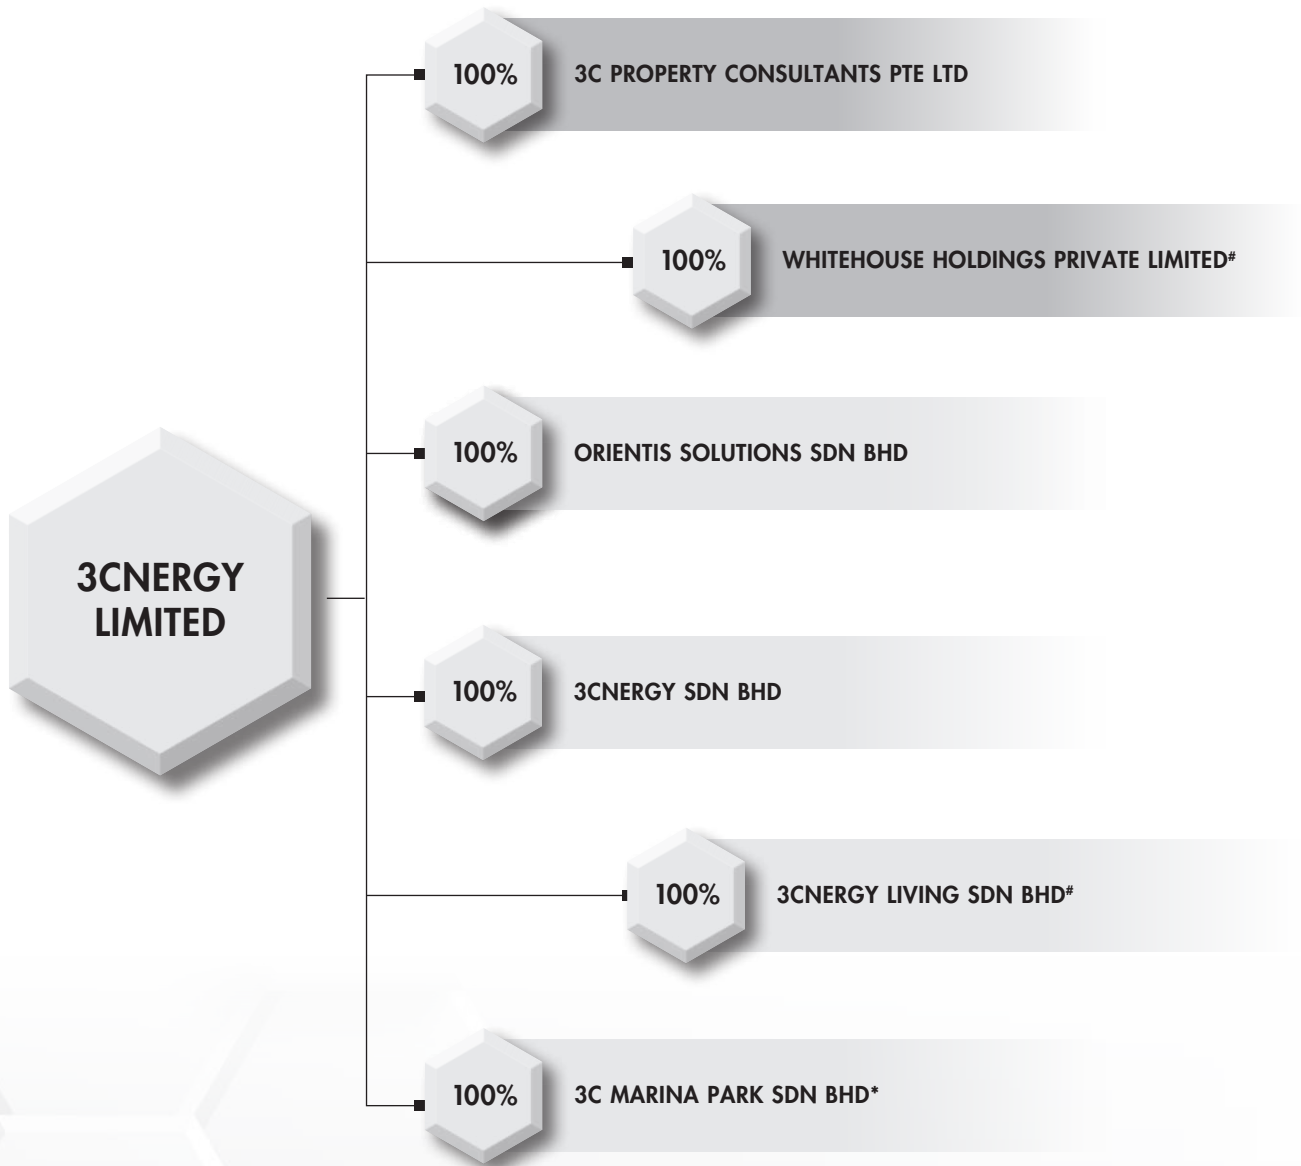 100%
3C PROPERTY CONSULTANTS PTE LTD
100%
WHITEHOUSE HOLDINGS PRIVATE LIMITED#
100%
ORIENTIS SOLUTIONS SDN BHD
3CNERGY
LIMITED
100%
3CNERGY SDN BHD
100%
3CNERGY LIVING SDN BHD#
100%
3C MARINA PARK SDN BHD*